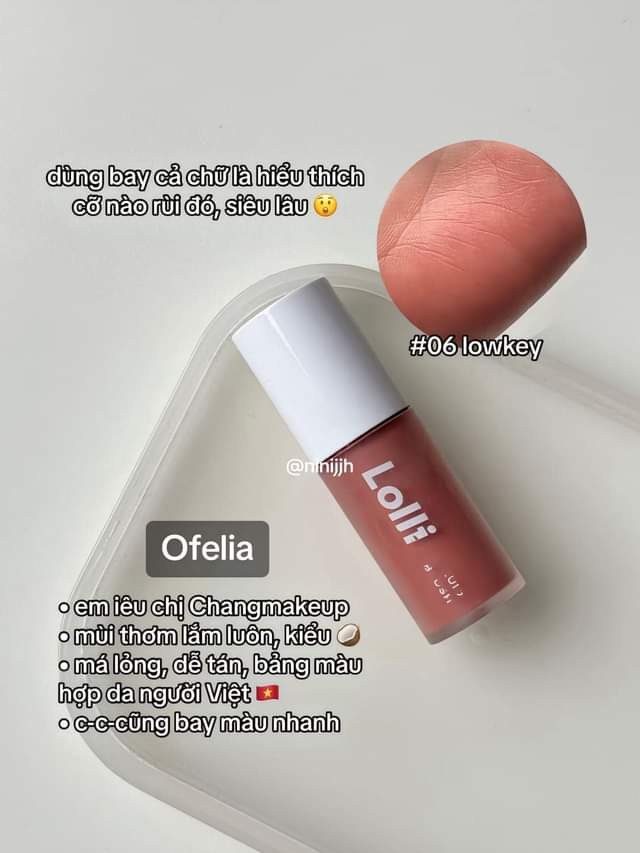 dùng bay cả chữ là hiểu thích
cỡ nào rùi đó, siêu lâu 😲
#06 lowkey
@ninijjh
Lolli
Ofelia
• em iêu chị Changmakeup
• mùi thơm lắm luôn, kiểu 🥥
• má lỏng, dễ tán, bảng màu
hợp da người Việt 🇻🇳
• c-c-cũng bay màu nhanh